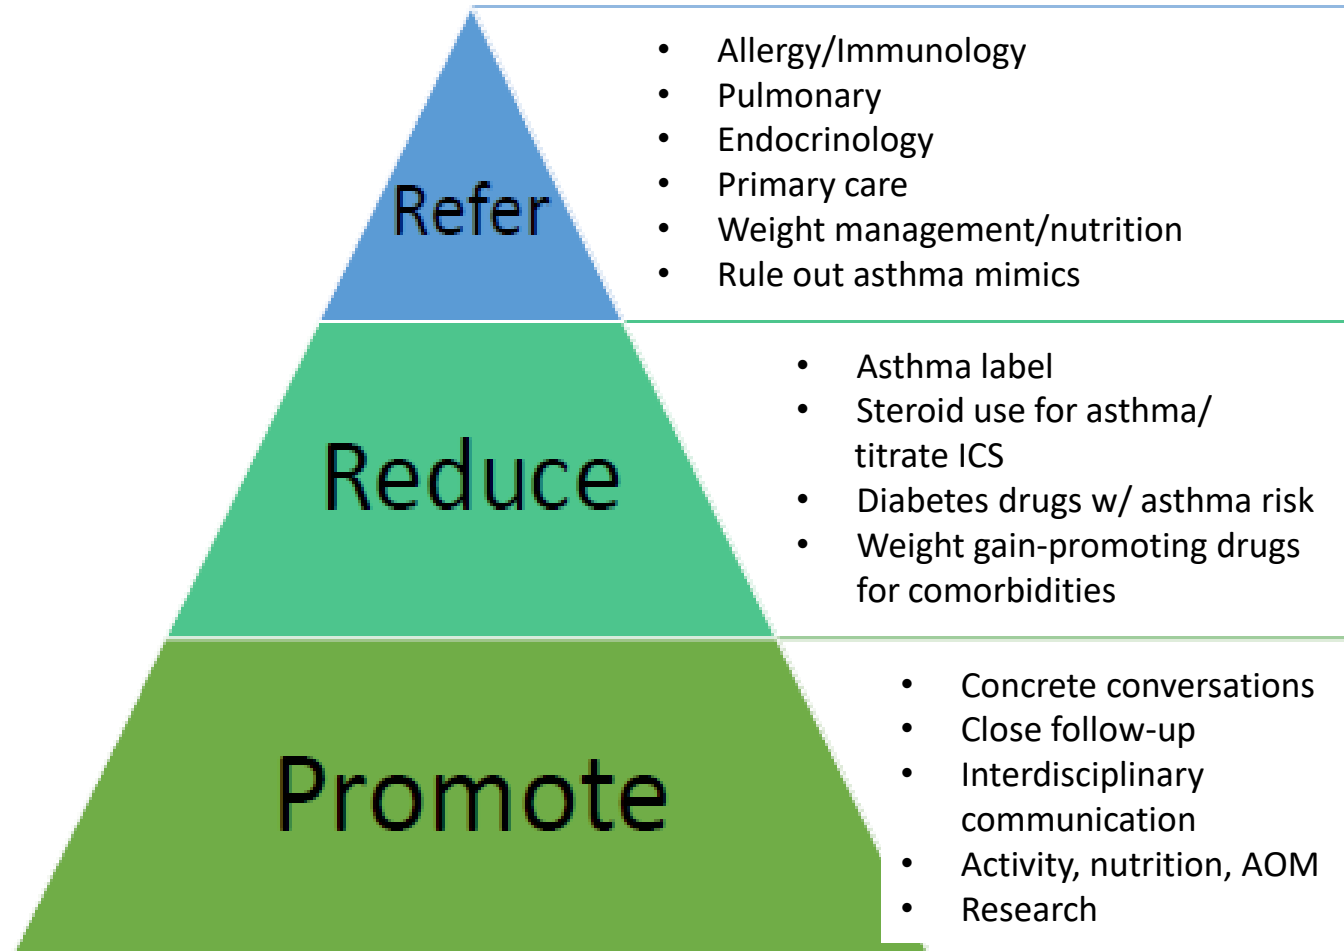 Refer
• Allergy/Immunology
• Pulmonary
• Endocrinology
• Primary care
• Weight management/nutrition
• Rule out asthma mimics
Reduce
• Asthma label
• Steroid use for asthma/
titrate ICS
• Diabetes drugs w/ asthma risk
• Weight gain-promoting drugs
for comorbidities
Promote
• Concrete conversations
• Close follow-up
• Interdisciplinary
communication
• Activity, nutrition, AOM
• Research